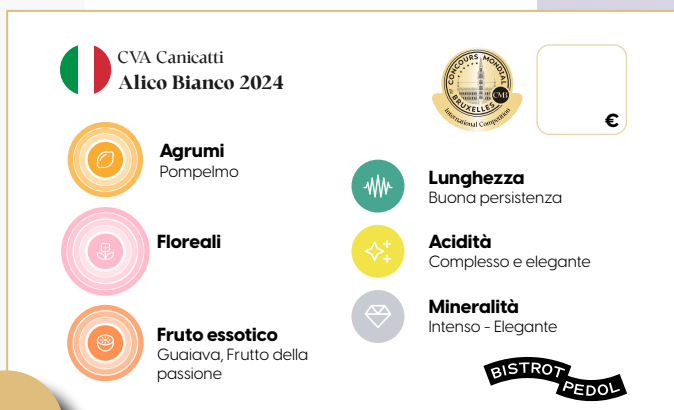 CVA Canicatti
Alico Bianco 2024
CONCOURS MONDIAL
de BRUXELLES
CMB
International Competition
€
Agrumi
Pompelmo
Floreali
Fruto essotico
Guaiava, Frutto della
passione
Lunghezza
Buona persistenza
Acidità
Complesso e elegante
Mineralità
Intenso - Elegante
BISTROT
PEDOL